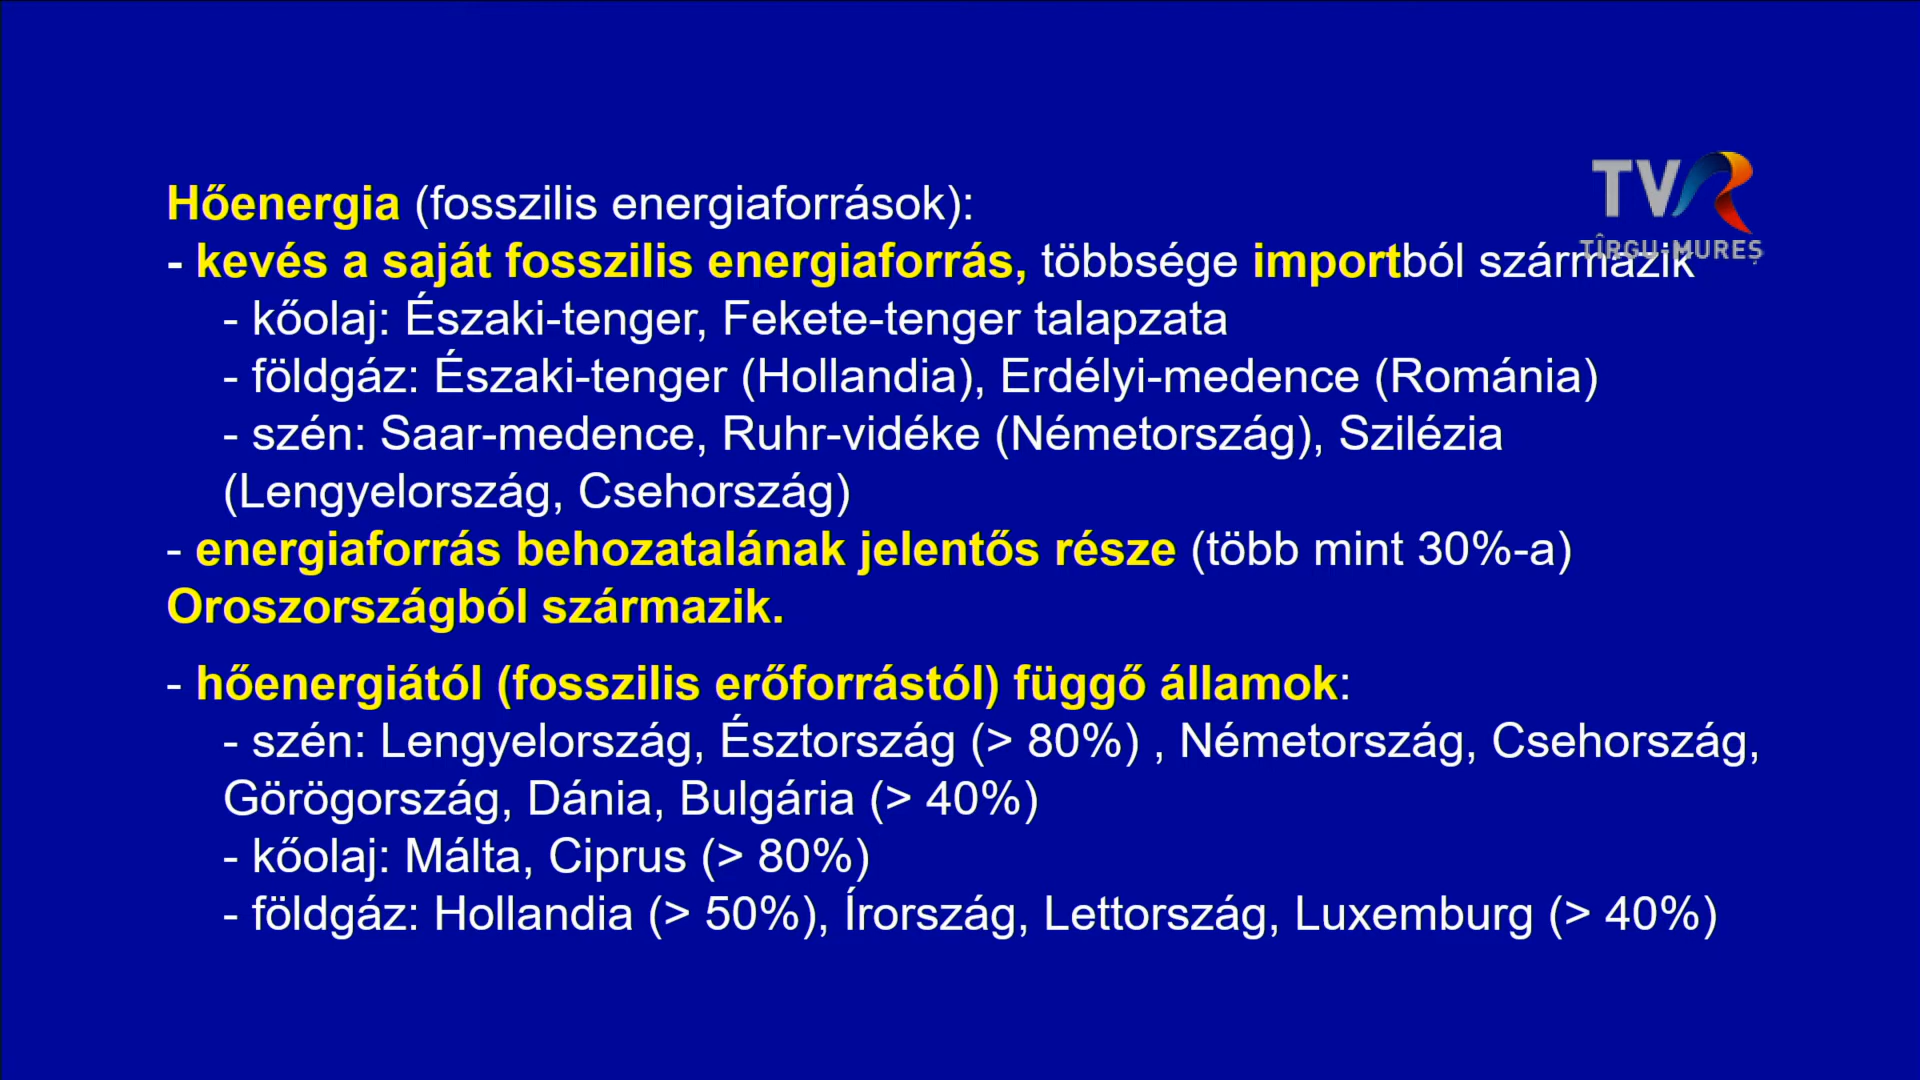 TVR
TÎRGU-MUREȘ
Hőenergia (fosszilis energiaforrások):
- kevés a saját fosszilis energiaforrás, többsége importból származik
- kőolaj: Északi-tenger, Fekete-tenger talapzata
- földgáz: Északi-tenger (Hollandia), Erdélyi-medence (Románia)
- szén: Saar-medence, Ruhr-vidéke (Németország), Szilézia
(Lengyelország, Csehország)
- energiaforrás behozatalának jelentős része (több mint 30%-a)
Oroszországból származik.
- hőenergiától (fosszilis erőforrástól) függő államok:
- szén: Lengyelország, Észtország (> 80%) , Németország, Csehország,
Görögország, Dánia, Bulgária (> 40%)
- kőolaj: Málta, Ciprus (> 80%)
- földgáz: Hollandia (> 50%), Írország, Lettország, Luxemburg (> 40%)